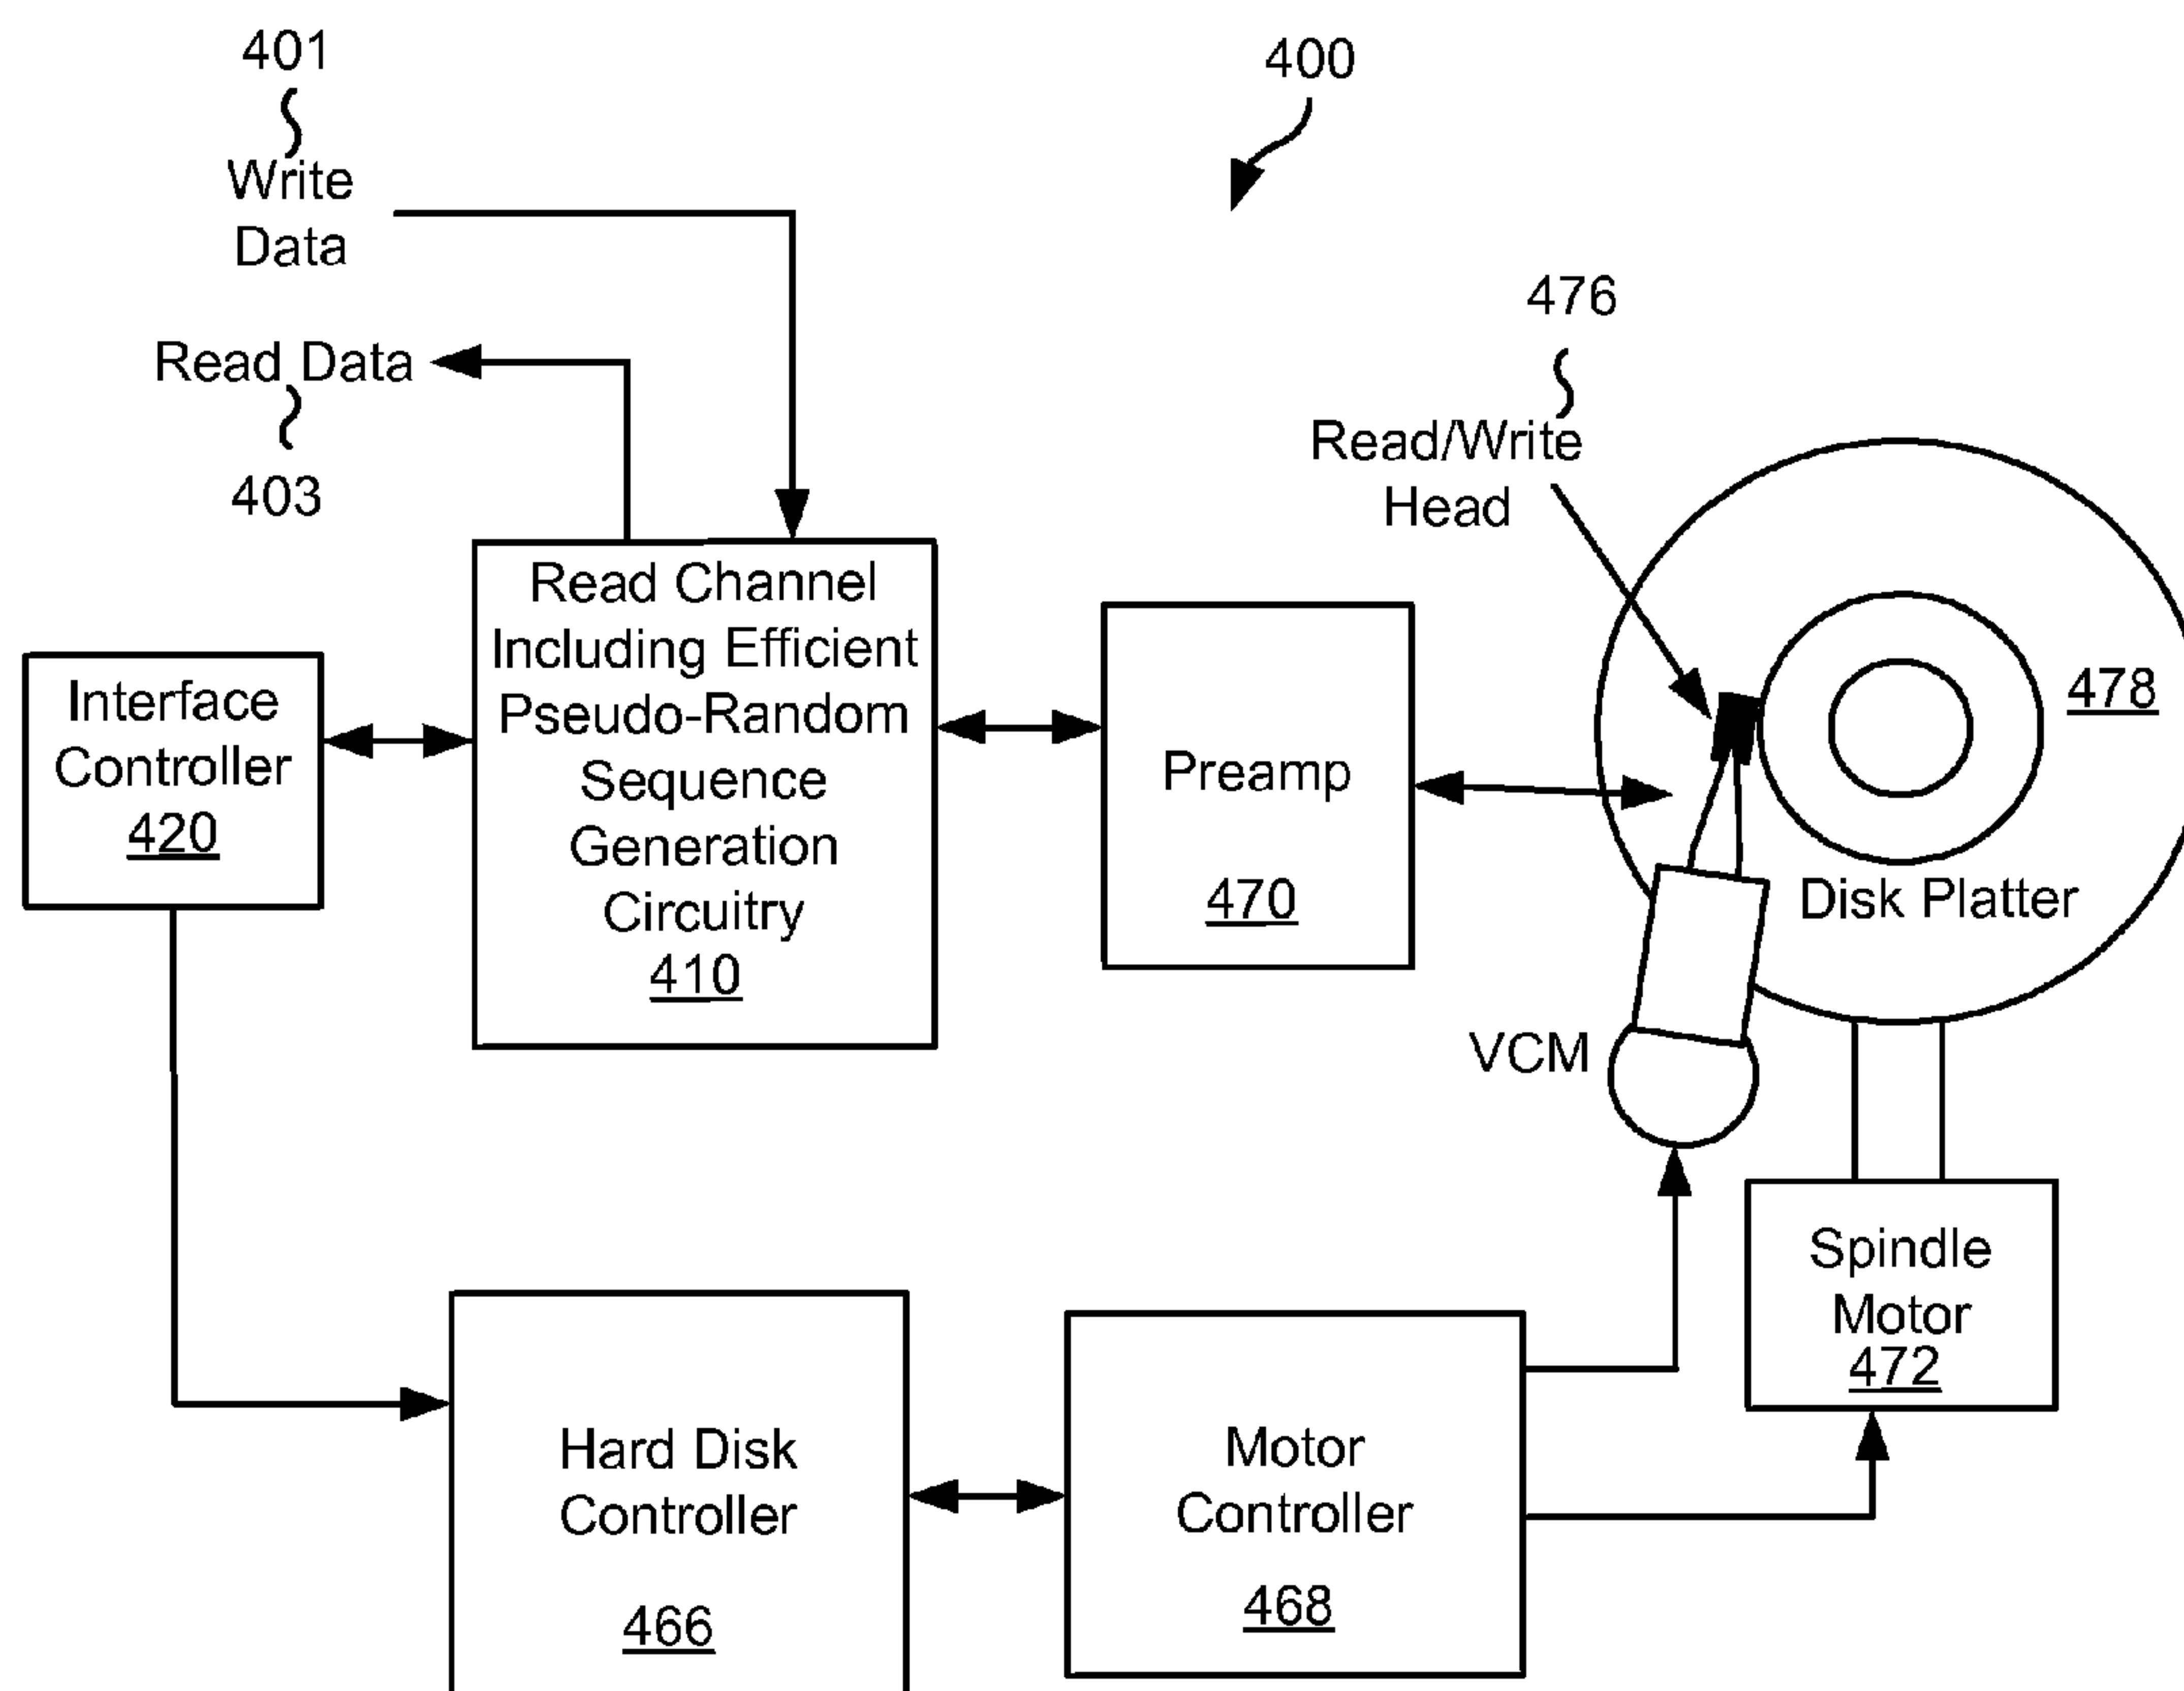 401
Write
Data
Read Data
403
400
476
Read/Write
Head
Read Channel
Including Efficient
Pseudo-Random
Sequence
Generation
Circuitry
410
Interface
Controller
420
Preamp
470
478
Disk Platter
VCM
Spindle
Motor
472
Hard Disk
Controller
466
Motor
Controller
468